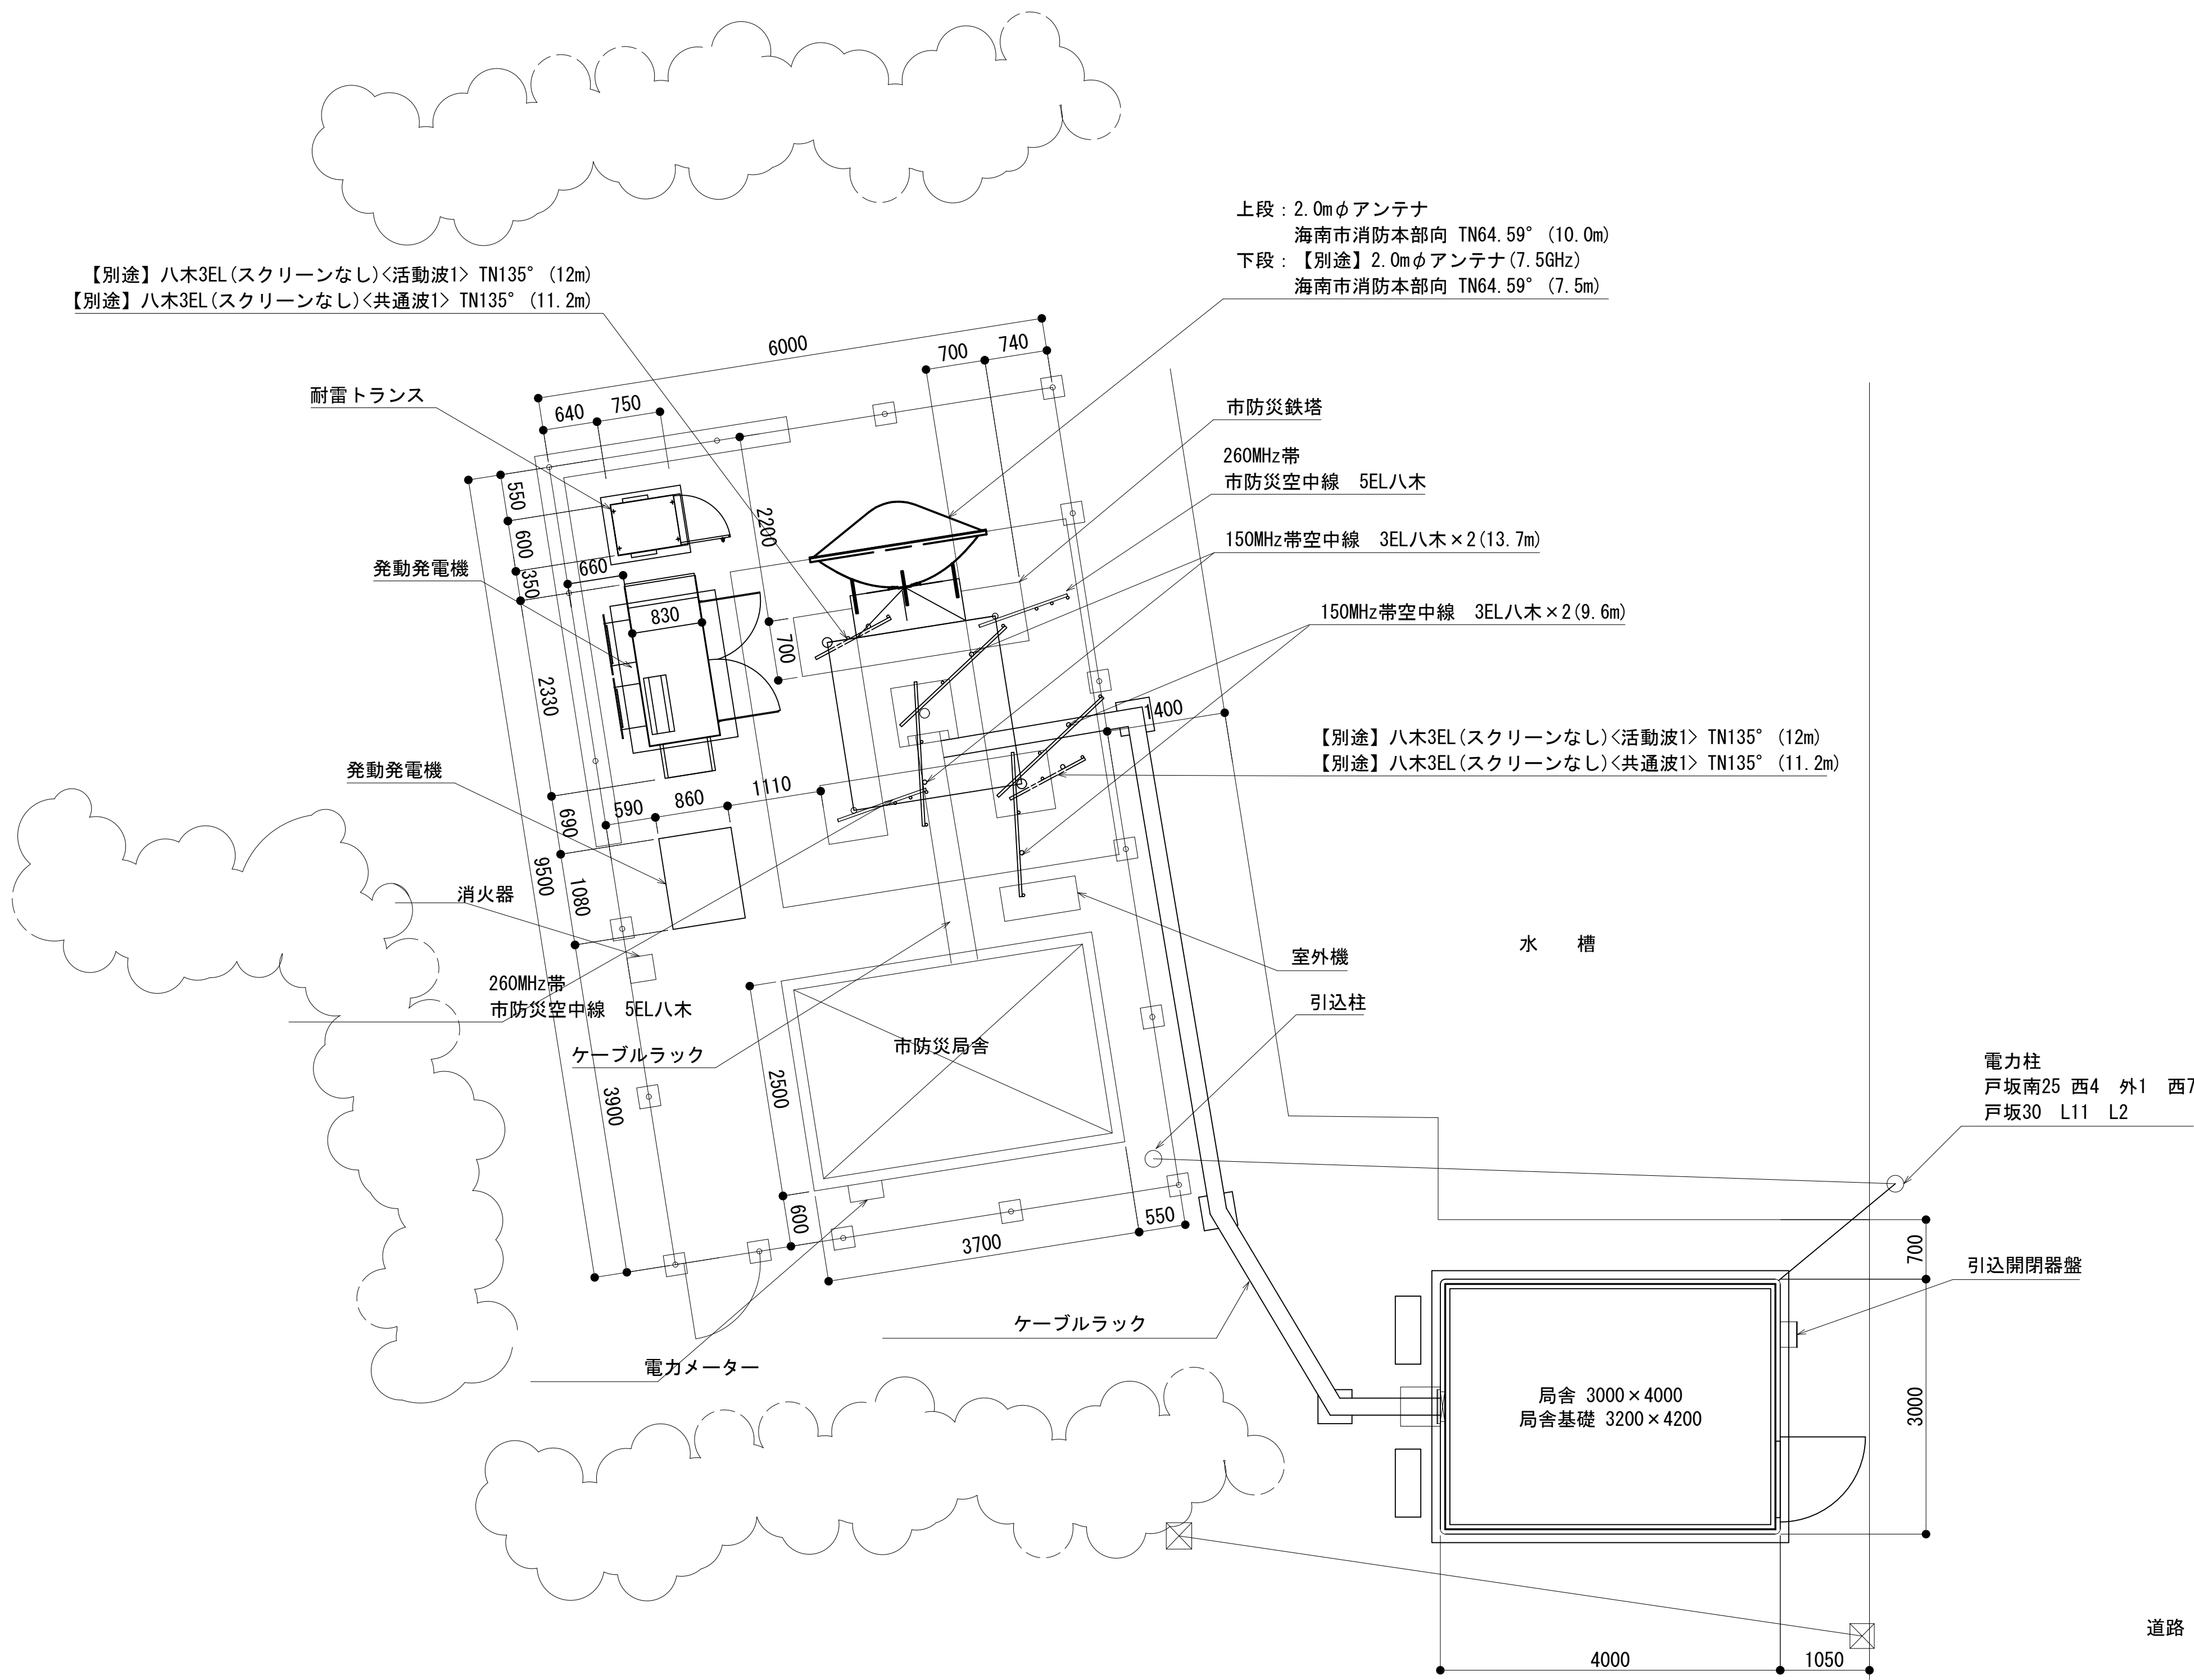 上段：2.0mφアンテナ
海南市消防本部向 TN64.59°(10.0m)
下段：【別途】2.0mφアンテナ(7.5GHz)
海南市消防本部向 TN64.59°(7.5m)
【別途】八木3EL(スクリーンなし)<活動波1> TN135°(12m)
【別途】八木3EL(スクリーンなし)<共通波1> TN135°(11.2m)
6000
700
740
耐雷トランス
640
750
市防災鉄塔
260MHz帯
市防災空中線　5EL八木
550
2200
600
150MHz帯空中線　3EL八木×2(13.7m)
発動発電機
660
350
830
150MHz帯空中線　3EL八木×2(9.6m)
700
2330
1400
【別途】八木3EL(スクリーンなし)<活動波1> TN135°(12m)
【別途】八木3EL(スクリーンなし)<共通波1> TN135°(11.2m)
発動発電機
590
860
1110
690
9500
1080
消火器
水　槽
室外機
260MHz帯
市防災空中線　5EL八木
引込柱
ケーブルラック
市防災局舎
2500
3900
電力柱
戸坂南25 西4　外1　西7
戸坂30　L11　L2
600
550
3700
700
引込開閉器盤
ケーブルラック
電力メーター
局舎 3000×4000
局舎基礎 3200×4200
3000
道路
4000
1050